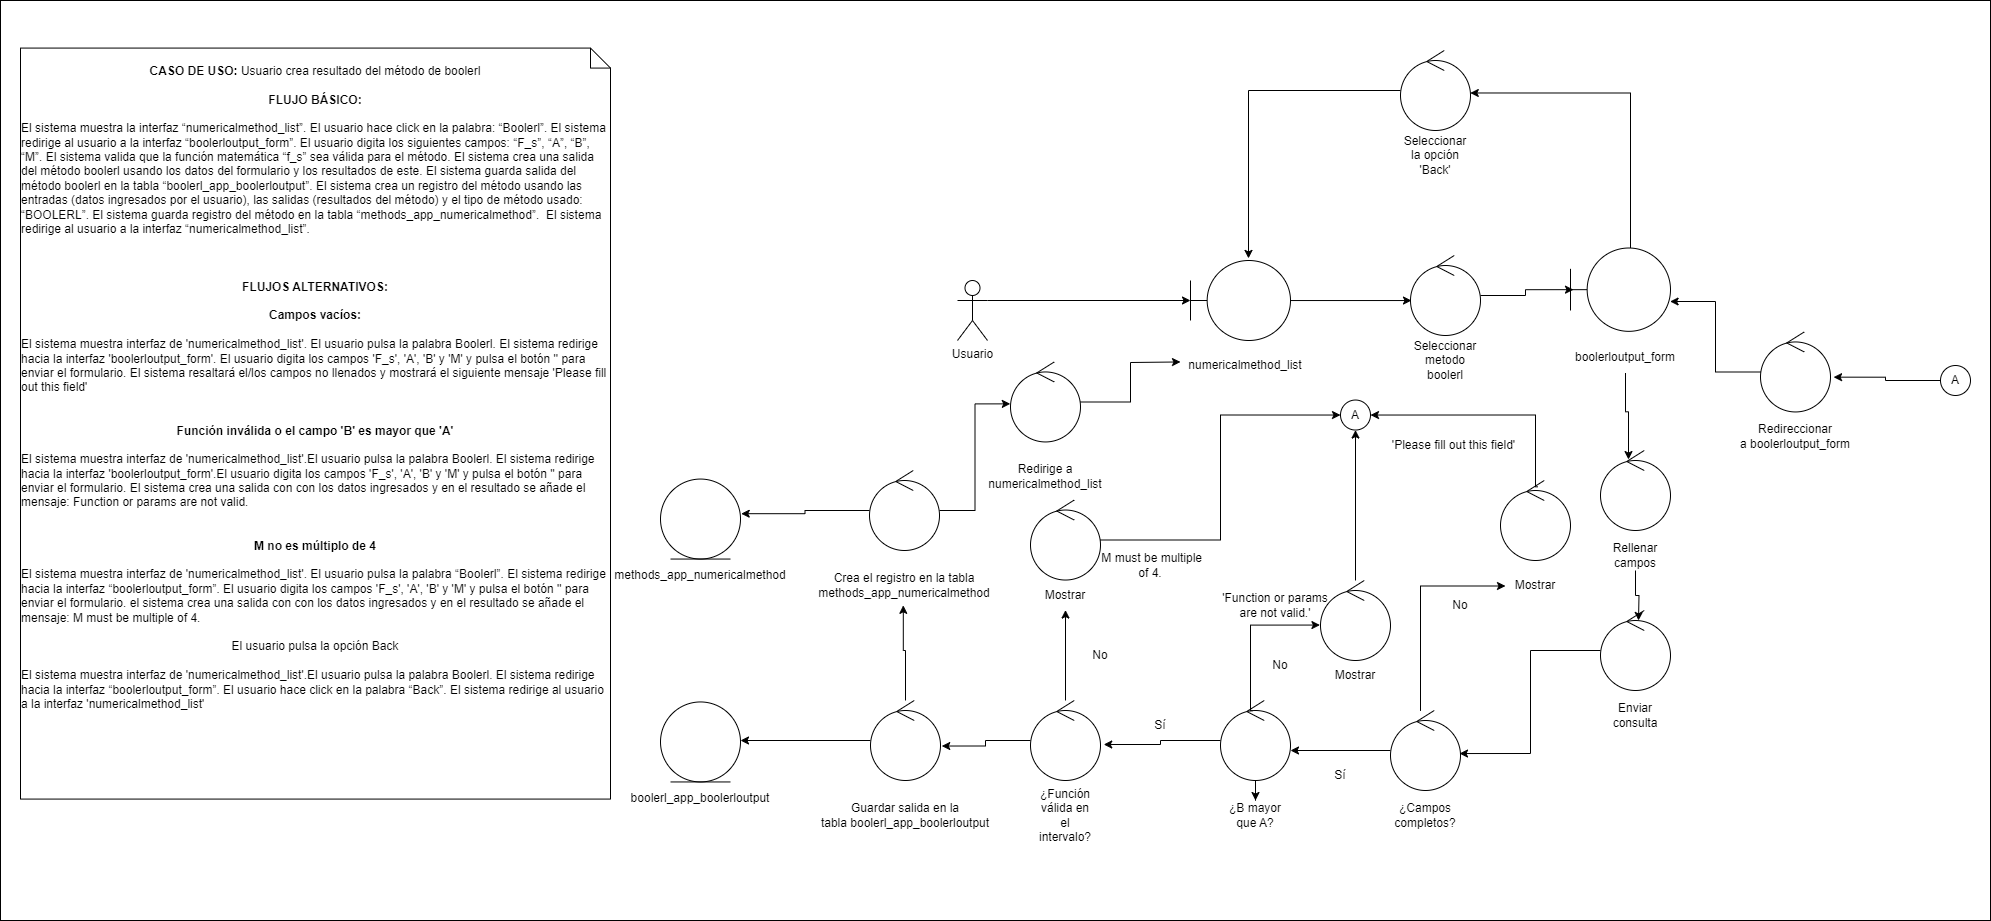 CASO DE USO: Usuario crea resultado del método de boolerl
FLUJO BÁSICO:
El sistema muestra la interfaz “numericalmethod_list”. El usuario hace click en la palabra: “Boolerl”. El sistema
redirige al usuario a la interfaz “boolerloutput_form”. El usuario digita los siguientes campos: “F_s”, “A”, “B”,
“M”. El sistema valida que la función matemática “f_s” sea válida para el método. El sistema crea una salida
del método boolerl usando los datos del formulario y los resultados de este. El sistema guarda salida del
método boolerl en la tabla “boolerl_app_boolerloutput”. El sistema crea un registro del método usando las
entradas (datos ingresados por el usuario), las salidas (resultados del método) y el tipo de método usado:
“BOOLERL”. El sistema guarda registro del método en la tabla “methods_app_numericalmethod”.  El sistema
redirige al usuario a la interfaz “numericalmethod_list”.
FLUJOS ALTERNATIVOS:
Campos vacíos:
El sistema muestra interfaz de 'numericalmethod_list'. El usuario pulsa la palabra Boolerl. El sistema redirige
hacia la interfaz 'boolerloutput_form'. El usuario digita los campos 'F_s', 'A', 'B' y 'M' y pulsa el botón '' para
enviar el formulario. El sistema resaltará el/los campos no llenados y mostrará el siguiente mensaje 'Please fill
out this field'
Función inválida o el campo 'B' es mayor que 'A'
El sistema muestra interfaz de 'numericalmethod_list'.El usuario pulsa la palabra Boolerl. El sistema redirige
hacia la interfaz 'boolerloutput_form'.El usuario digita los campos 'F_s', 'A', 'B' y 'M' y pulsa el botón '' para
enviar el formulario. El sistema crea una salida con con los datos ingresados y en el resultado se añade el
mensaje: Function or params are not valid.
M no es múltiplo de 4
El sistema muestra interfaz de 'numericalmethod_list'. El usuario pulsa la palabra “Boolerl”. El sistema redirige
hacia la interfaz “boolerloutput_form”. El usuario digita los campos 'F_s', 'A', 'B' y 'M' y pulsa el botón '' para
enviar el formulario. el sistema crea una salida con con los datos ingresados y en el resultado se añade el
mensaje: M must be multiple of 4.
El usuario pulsa la opción Back
El sistema muestra interfaz de 'numericalmethod_list'.El usuario pulsa la palabra Boolerl. El sistema redirige
hacia la interfaz “boolerloutput_form”. El usuario hace click en la palabra “Back”. El sistema redirige al usuario
a la interfaz 'numericalmethod_list'
Seleccionar
la opción
'Back'
Usuario
numericalmethod_list
Seleccionar
metodo
boolerl
boolerloutput_form
A
Redireccionar
a boolerloutput_form
A
'Please fill out this field'
Redirige a
numericalmethod_list
Rellenar
campos
M must be multiple
of 4.
methods_app_numericalmethod
Crea el registro en la tabla
methods_app_numericalmethod
Mostrar
Mostrar
'Function or params
are not valid.'
No
No
No
Mostrar
Enviar
consulta
Sí
Sí
boolerl_app_boolerloutput
Guardar salida en la
tabla boolerl_app_boolerloutput
¿Función
válida en
el
intervalo?
¿B mayor
que A?
¿Campos
completos?